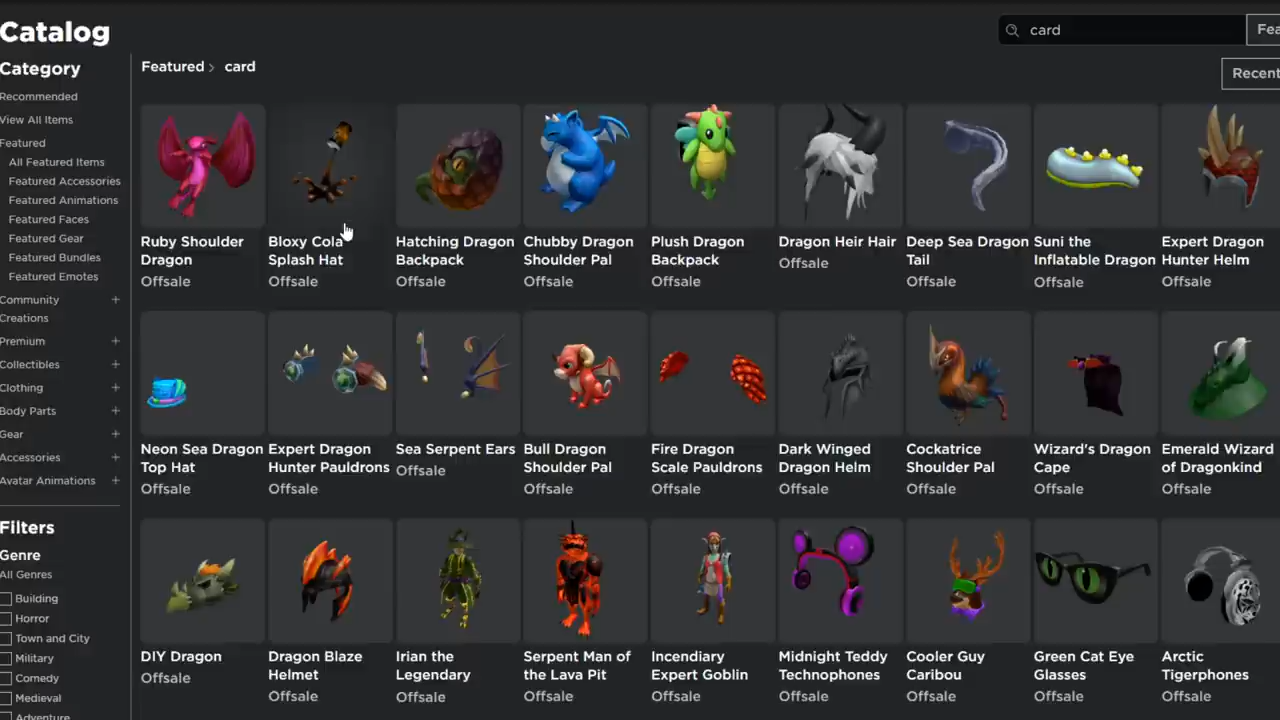 Catalog
card
Fea
Category
Featured > card
Recent
Recommended
View All Items
Featured
All Featured Items
Featured Accessories
Featured Animations
Featured Faces
Featured Gear
Featured Bundles
Featured Emotes
Community +
Creations
Premium +
Collectibles +
Clothing +
Body Parts +
Gear +
Accessories +
Avatar Animations +
Filters
Genre
All Genres
Building
Horror
Town and City
Military
Comedy
Medieval
Adventure
Ruby Shoulder
Dragon
Offsale
Bloxy Cola
Splash Hat
Offsale
Hatching Dragon
Backpack
Offsale
Chubby Dragon
Shoulder Pal
Offsale
Plush Dragon
Backpack
Offsale
Dragon Heir Hair
Offsale
Deep Sea Dragon
Tail
Offsale
Suni the
Inflatable Dragon
Offsale
Expert Dragon
Hunter Helm
Offsale
Neon Sea Dragon
Top Hat
Offsale
Expert Dragon
Hunter Pauldrons
Offsale
Sea Serpent Ears
Offsale
Bull Dragon
Shoulder Pal
Offsale
Fire Dragon
Scale Pauldrons
Offsale
Dark Winged
Dragon Helm
Offsale
Cockatrice
Shoulder Pal
Offsale
Wizard's Dragon
Cape
Offsale
Emerald Wizard
of Dragonkind
Offsale
DIY Dragon
Offsale
Dragon Blaze
Helmet
Offsale
Irian the
Legendary
Offsale
Serpent Man of
the Lava Pit
Offsale
Incendiary
Expert Goblin
Offsale
Midnight Teddy
Technophones
Offsale
Cooler Guy
Caribou
Offsale
Green Cat Eye
Glasses
Offsale
Arctic
Tigerphones
Offsale